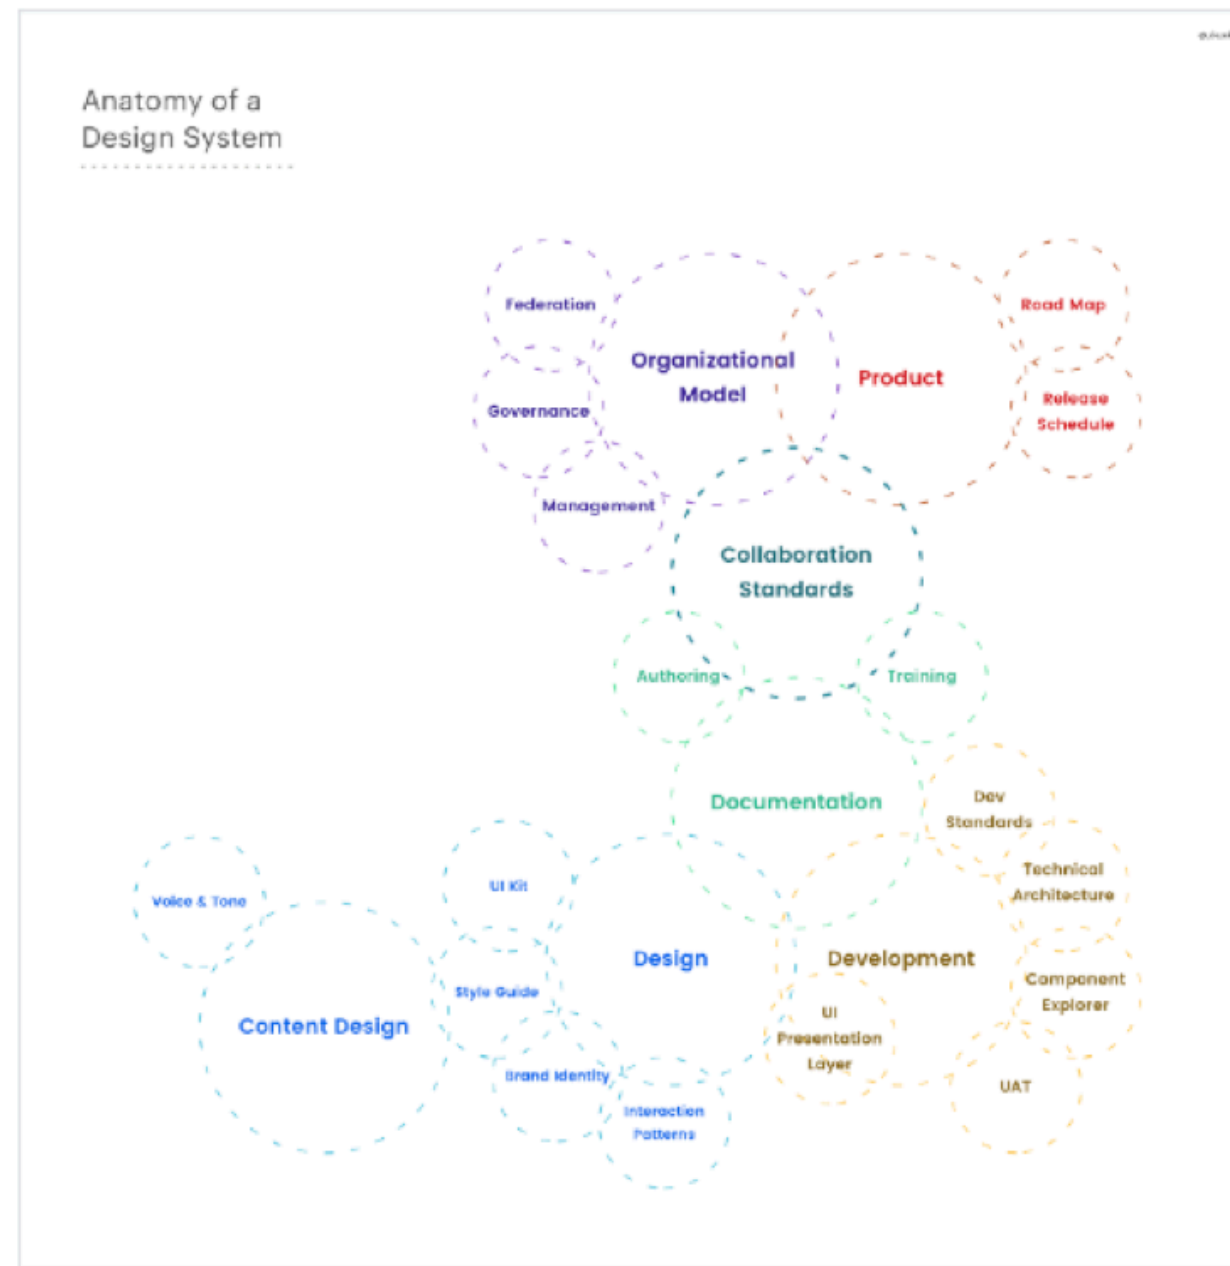 Anatomy of a
Design System
Federation
Road Map
Organizational
Model
Product
Governance
Release
Schedule
Management
Collaboration
Standards
Authoring
Training
Documentation
Dev
Standards
Technical
Architecture
UI Kit
Voice & Tone
Design
Development
Style Guide
Component
Explorer
Content Design
UI
Presentation
Layer
Brand Identity
UAT
Interaction
Patterns